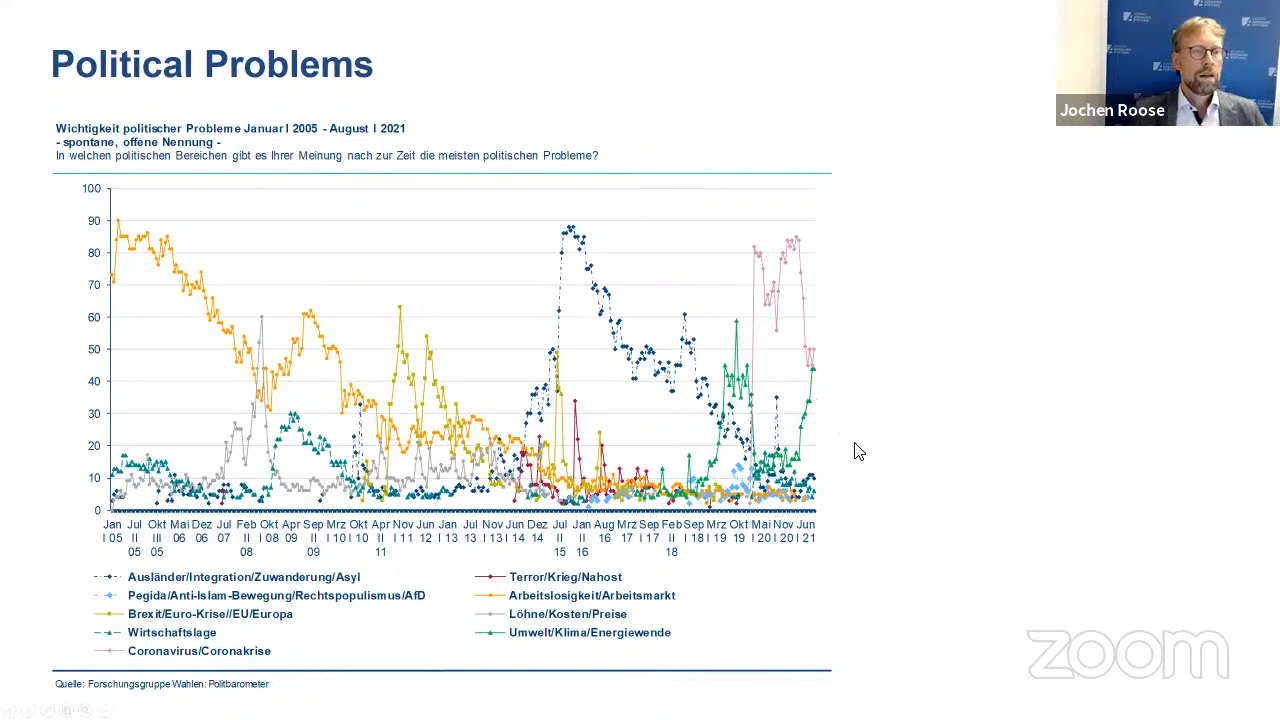 Political Problems
Jochen Roose
Wichtigkeit politischer Probleme Januar I 2005 - August I 2021
- spontane, offene Nennung -
In welchen politischen Bereichen gibt es Ihrer Meinung nach zur Zeit die meisten politischen Probleme?
100
90
80
70
60
50
40
30
20
10
0
Jan Jul Okt Mai Dez Jul Feb Okt Apr Sep Mrz Okt Apr Nov Jun Jan Jul Nov Jun Dez Jul Jan Aug Mrz Sep Feb Sep Mrz Okt Mai Nov Jun
I 05 II III 06 06 07 II I 08 09 II 10 I 10 I I 11 12 I 13 13 I 13 I 14 14 II II 16 17 I 17 II I 18 19 19 I 20 I 20 I 21
05 05 08 09 11 15 16 18
Ausländer/Integration/Zuwanderung/Asyl Terror/Krieg/Nahost
Pegida/Anti-Islam-Bewegung/Rechtspopulismus/AfD Arbeitslosigkeit/Arbeitsmarkt
Brexit/Euro-Krise//EU/Europa Löhne/Kosten/Preise
Wirtschaftslage Umwelt/Klima/Energiewende
Coronavirus/Coronakrise
zoom
Quelle: Forschungsgruppe Wahlen: Politbarometer